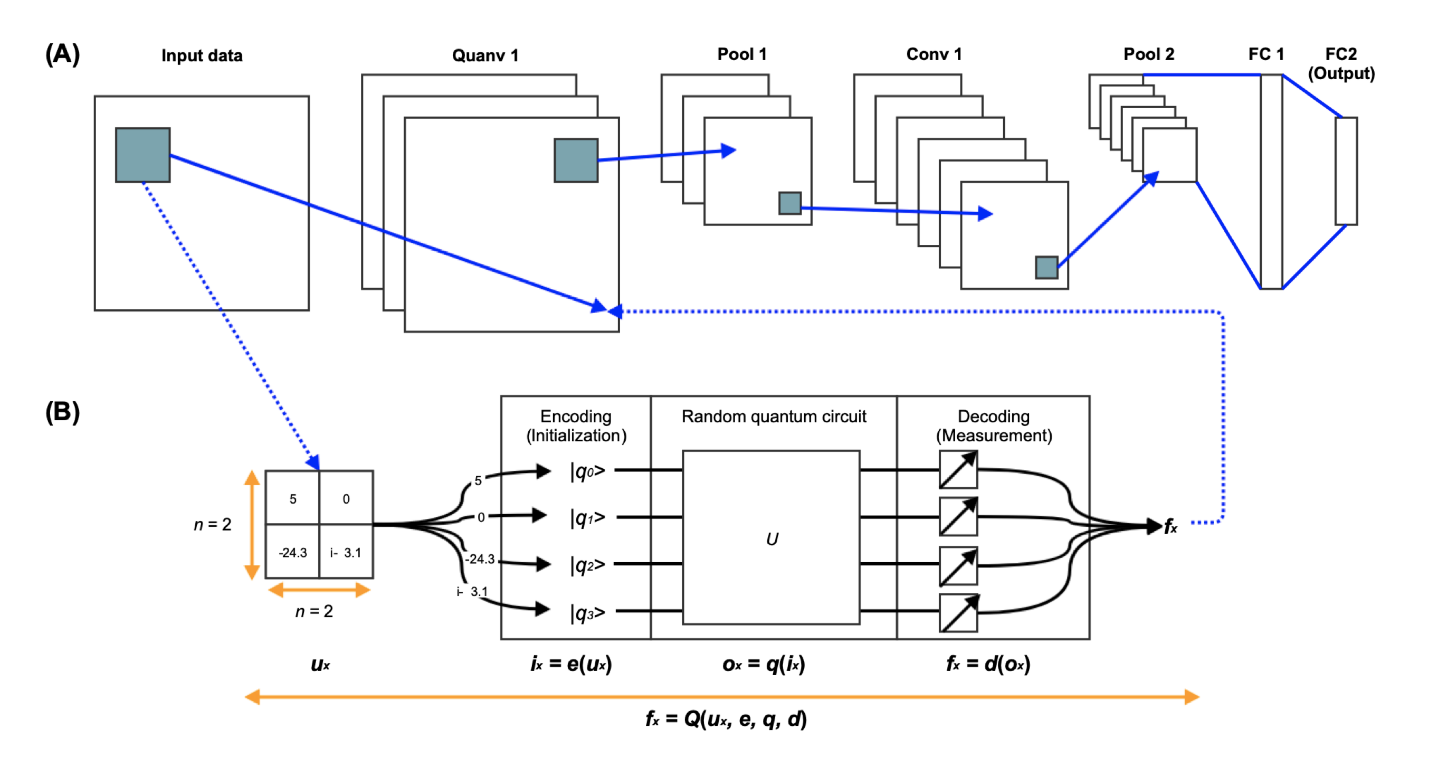 (A)
Input data
Quanv 1
Pool 1
Conv 1
Pool 2
FC 1
FC2
(Output)
(B)
Encoding
(Initialization)
Random quantum circuit
Decoding
(Measurement)
n = 2
5
0
-24.3
i- 3.1
n = 2
5
0
-24.3
i- 3.1
|q0>
|q1>
|q2>
|q3>
U
fx
ux
ix = e(ux)
ox = q(ix)
fx = d(ox)
fx = Q(ux, e, q, d)